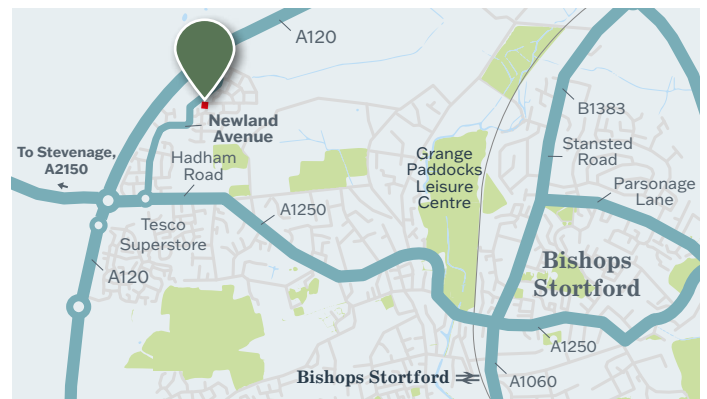 A120
B1383
Newland
Avenue
To Stevenage,
A2150
Hadham
Road
Grange
Paddocks
Leisure
Centre
Stansted
Road
Parsonage
Lane
A1250
Tesco
Superstore
A120
Bishops
Stortford
A1250
Bishops Stortford
A1060